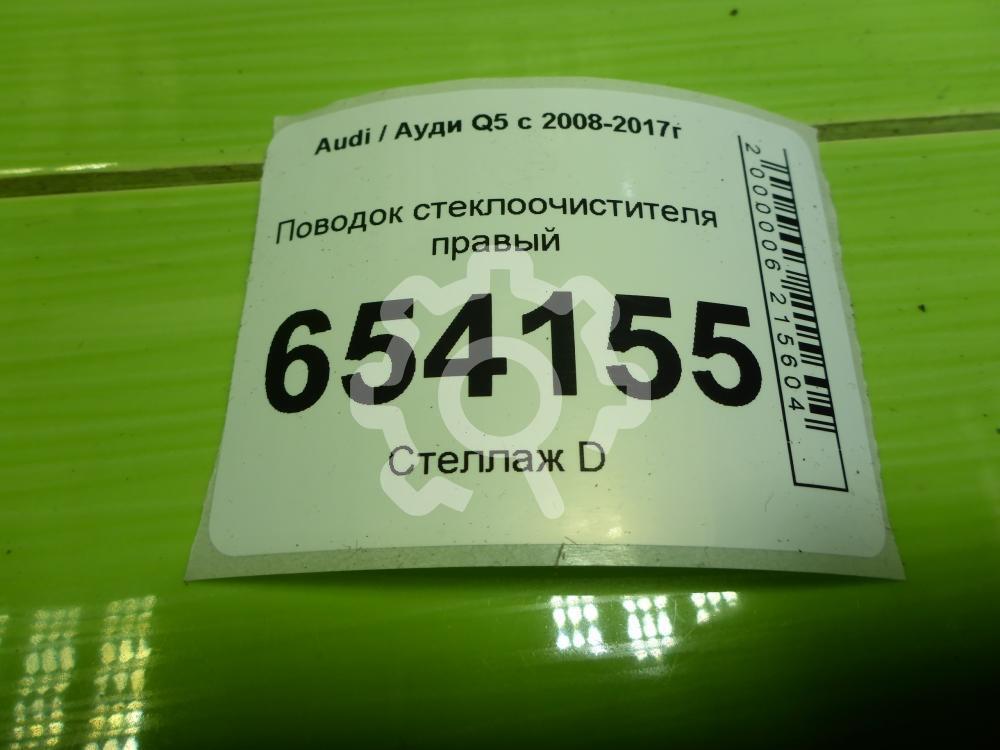 Audi / Ауди Q5 с 2008-2017г
Поводок стеклоочистителя
правый
654155
Стеллаж D
2000006215604